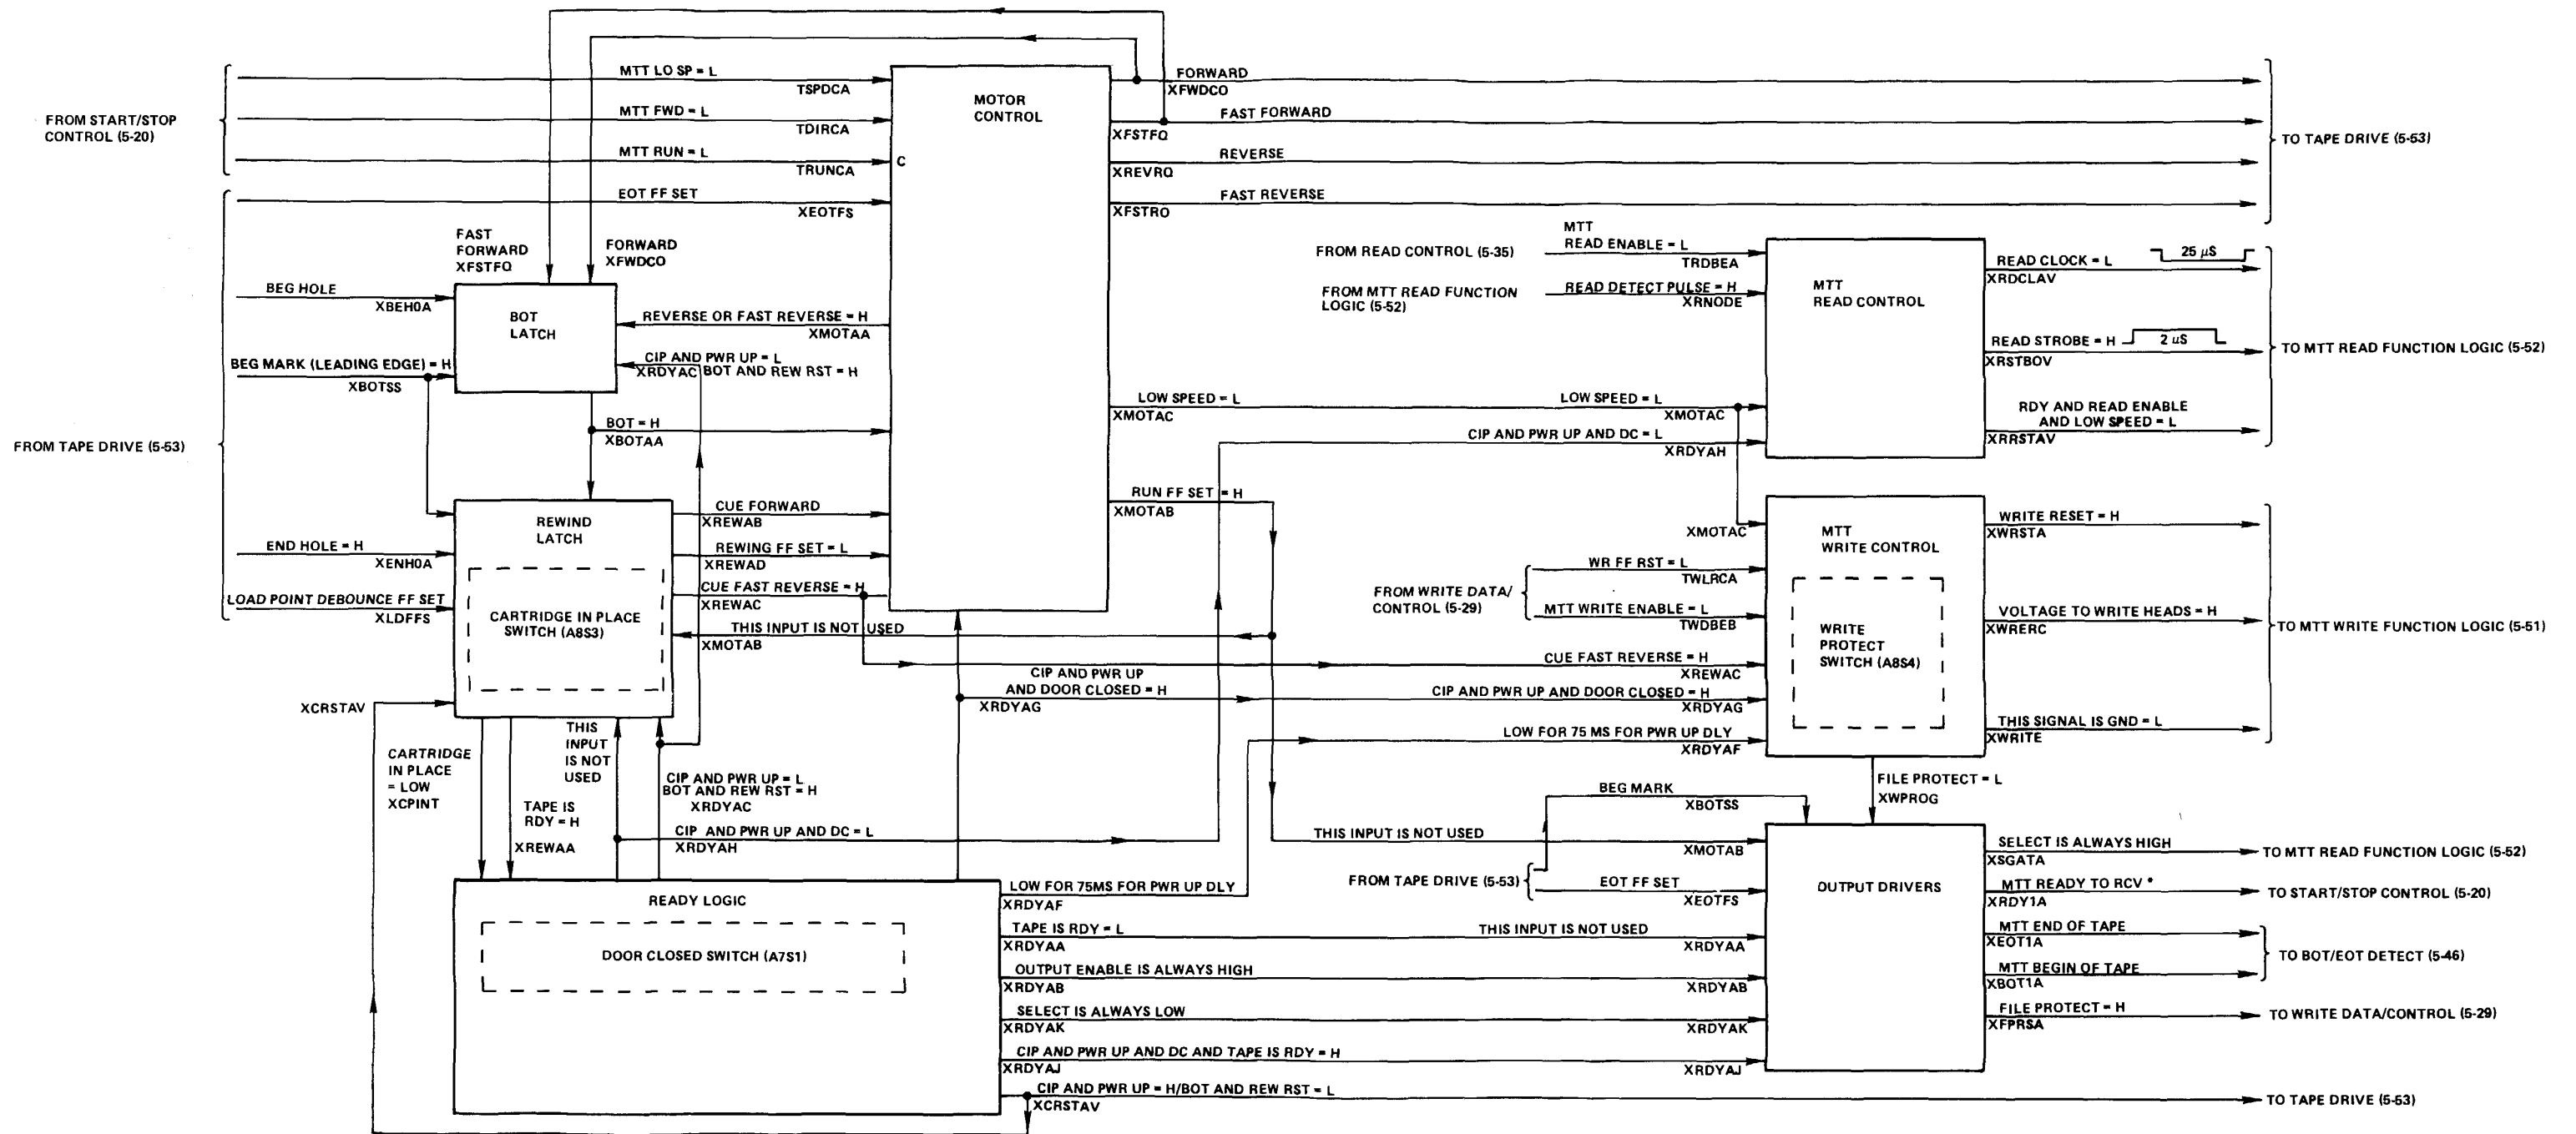 FROM START/STOP
CONTROL (5-20)
MTT LO SP = L
TSPDCA
MTT FWD = L
TDIRCA
MTT RUN = L
TRUNCA
C
EOT FF SET
XEOTFS
MOTOR
CONTROL
FORWARD
XFWDCO
FAST FORWARD
XFSTFQ
REVERSE
XREVRQ
FAST REVERSE
XFSTRO
TO TAPE DRIVE (5-53)
FAST
FORWARD
XFSTFQ
FORWARD
XFWDCO
BEG HOLE
XBEH0A
BOT
LATCH
REVERSE OR FAST REVERSE = H
XMOTAA
BEG MARK (LEADING EDGE) = H
XBOTSS
CIP AND PWR UP = L
XRDYAC BOT AND REW RST = H
BOT = H
XBOTAA
FROM TAPE DRIVE (5-53)
FROM READ CONTROL (5-35)
MTT
READ ENABLE = L
TRDBEA
FROM MTT READ FUNCTION
LOGIC (5-52)
READ DETECT PULSE = H
XRNODE
MTT
READ CONTROL
READ CLOCK = L
25 µS
XRDCLAV
READ STROBE = H
2 uS
XRSTBOV
TO MTT READ FUNCTION LOGIC (5-52)
RDY AND READ ENABLE
AND LOW SPEED = L
XRRSTAV
LOW SPEED = L
XMOTAC
LOW SPEED = L
XMOTAC
CIP AND PWR UP AND DC = L
XRDYAH
RUN FF SET = H
XMOTAB
REWIND
LATCH
CUE FORWARD
XREWAB
END HOLE = H
XENH0A
REWING FF SET = L
XREWAD
CUE FAST REVERSE = H
XREWAC
LOAD POINT DEBOUNCE FF SET
XLDFFS
CARTRIDGE IN PLACE
SWITCH (A8S3)
THIS INPUT IS NOT USED
XMOTAB
XCRSTAV
XMOTAC
MTT
WRITE CONTROL
WRITE RESET = H
XWRSTA
FROM WRITE DATA/
CONTROL (5-29)
WR FF RST = L
TWLRCA
MTT WRITE ENABLE = L
TWDBEB
WRITE
PROTECT
SWITCH (A8S4)
VOLTAGE TO WRITE HEADS = H
XWRERC
TO MTT WRITE FUNCTION LOGIC (5-51)
CUE FAST REVERSE = H
XREWAC
CIP AND PWR UP
AND DOOR CLOSED = H
XRDYAG
CIP AND PWR UP AND DOOR CLOSED = H
XRDYAG
THIS SIGNAL IS GND = L
XWRITE
LOW FOR 75 MS FOR PWR UP DLY
XRDYAF
CARTRIDGE
IN PLACE
= LOW
XCPINT
TAPE IS
RDY = H
XREWAA
THIS
INPUT
IS NOT
USED
CIP AND PWR UP = L
BOT AND REW RST = H
XRDYAC
CIP AND PWR UP AND DC = L
XRDYAH
BEG MARK
XBOTSS
FILE PROTECT = L
XWPROG
THIS INPUT IS NOT USED
XMOTAB
FROM TAPE DRIVE (5-53)
EOT FF SET
XEOTFS
OUTPUT DRIVERS
SELECT IS ALWAYS HIGH
XSGATA
TO MTT READ FUNCTION LOGIC (5-52)
MTT READY TO RCV *
XRDY1A
TO START/STOP CONTROL (5-20)
MTT END OF TAPE
XEOT1A
MTT BEGIN OF TAPE
XBOT1A
TO BOT/EOT DETECT (5-46)
FILE PROTECT = H
XFPRSA
TO WRITE DATA/CONTROL (5-29)
READY LOGIC
DOOR CLOSED SWITCH (A7S1)
LOW FOR 75MS FOR PWR UP DLY
XRDYAF
TAPE IS RDY = L
XRDYAA
THIS INPUT IS NOT USED
XRDYAA
OUTPUT ENABLE IS ALWAYS HIGH
XRDYAB
XRDYAB
SELECT IS ALWAYS LOW
XRDYAK
XRDYAK
CIP AND PWR UP AND DC AND TAPE IS RDY = H
XRDYAJ
XRDYAJ
CIP AND PWR UP = H/BOT AND REW RST = L
XCRSTAV
TO TAPE DRIVE (5-53)